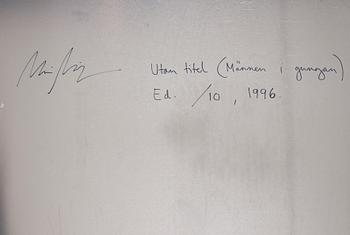 Utan titel (Männen i gungan)
Ed. /10, 1996